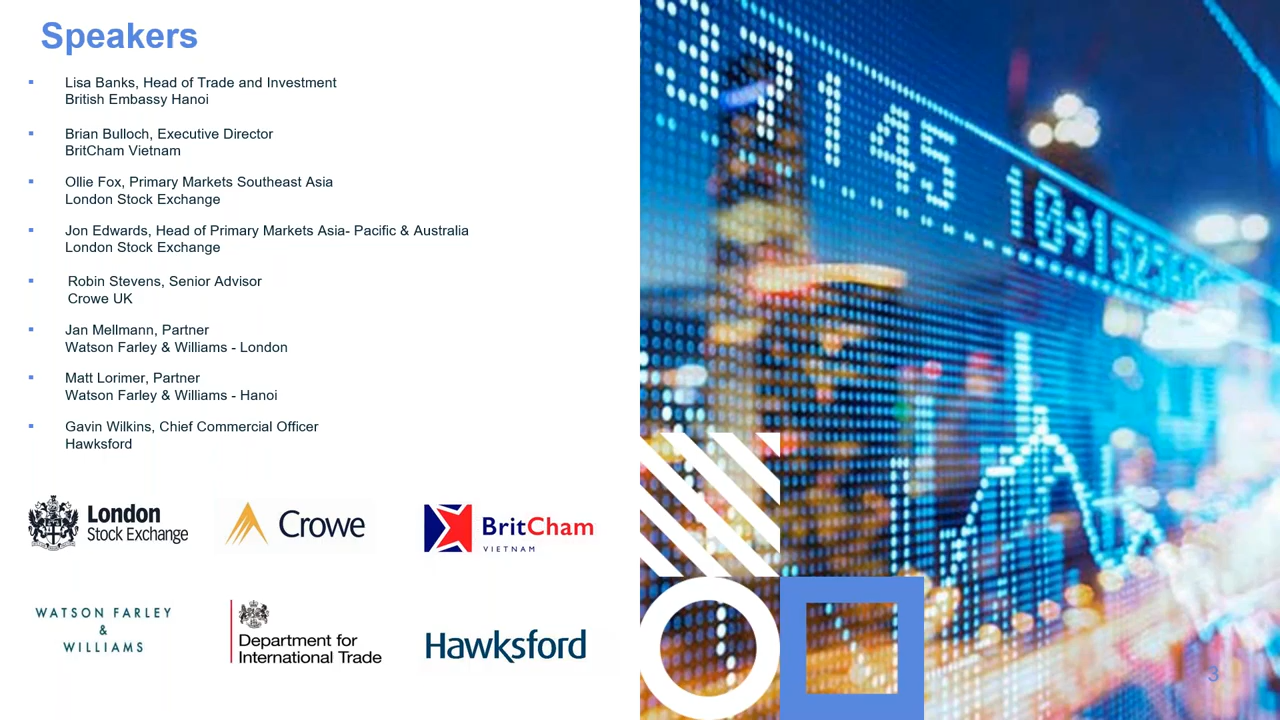 Speakers
Lisa Banks, Head of Trade and Investment
British Embassy Hanoi
Brian Bulloch, Executive Director
BritCham Vietnam
Ollie Fox, Primary Markets Southeast Asia
London Stock Exchange
Jon Edwards, Head of Primary Markets Asia- Pacific & Australia
London Stock Exchange
Robin Stevens, Senior Advisor
Crowe UK
Jan Mellmann, Partner
Watson Farley & Williams - London
Matt Lorimer, Partner
Watson Farley & Williams - Hanoi
Gavin Wilkins, Chief Commercial Officer
Hawksford
London
Stock Exchange
Crowe
BritCham
VIETNAM
WATSON FARLEY
&
WILLIAMS
Department for
International Trade
Hawksford
45
3